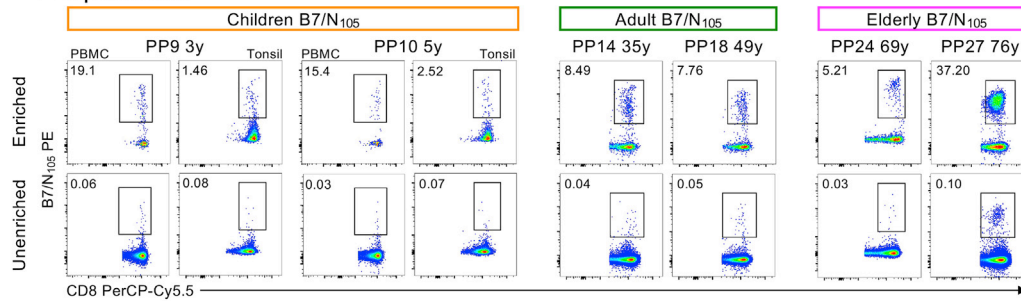 Children B7/N105 Adult B7/N105 Elderly B7/N105
PP9 3y PP10 5y PP14 35y PP18 49y PP24 69y PP27 76y
PBMC Tonsil PBMC Tonsil
Enriched
19.1 1.46 15.4 2.52 8.49 7.76 5.21 37.20
B7/N105 PE
Unenriched
0.06 0.08 0.03 0.07 0.04 0.05 0.03 0.10
CD8 PerCP-Cy5.5